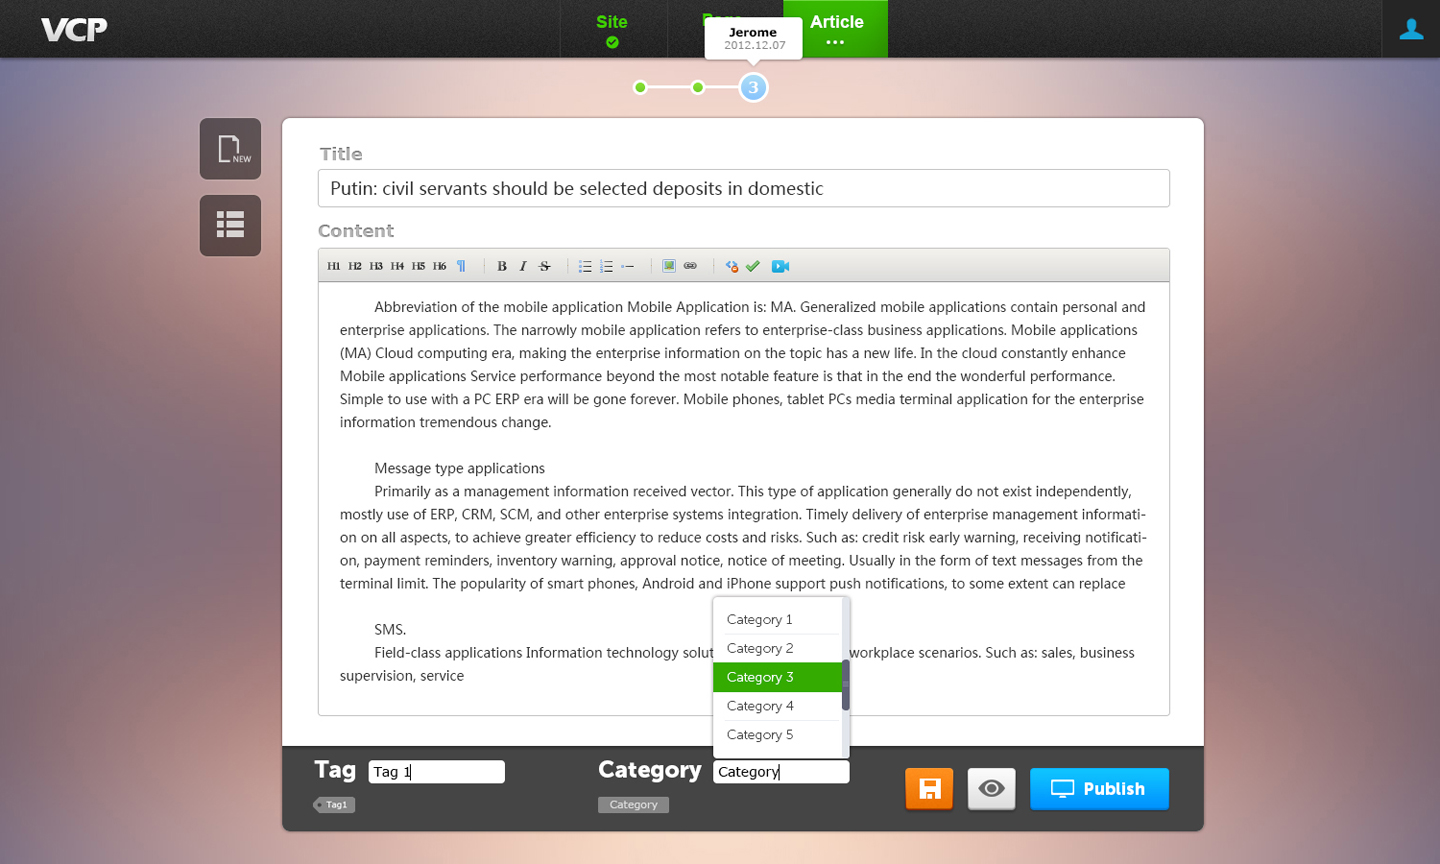 VCP
Site
Article
Jerome
2012.12.07
3
NEW
Title
Putin: civil servants should be selected deposits in domestic
Content
H1 H2 H3 H4 H5 H6 ¶ B I S
Abbreviation of the mobile application Mobile Application is: MA. Generalized mobile applications contain personal and
enterprise applications. The narrowly mobile application refers to enterprise-class business applications. Mobile applications
(MA) Cloud computing era, making the enterprise information on the topic has a new life. In the cloud constantly enhance
Mobile applications Service performance beyond the most notable feature is that in the end the wonderful performance.
Simple to use with a PC ERP era will be gone forever. Mobile phones, tablet PCs media terminal application for the enterprise
information tremendous change.
Message type applications
Primarily as a management information received vector. This type of application generally do not exist independently,
mostly use of ERP, CRM, SCM, and other enterprise systems integration. Timely delivery of enterprise management informati-
on on all aspects, to achieve greater efficiency to reduce costs and risks. Such as: credit risk early warning, receiving notificati-
on, payment reminders, inventory warning, approval notice, notice of meeting. Usually in the form of text messages from the
terminal limit. The popularity of smart phones, Android and iPhone support push notifications, to some extent can replace
SMS.
Field-class applications Information technology solut workplace scenarios. Such as: sales, business
supervision, service
Category 1
Category 2
Category 3
Category 4
Category 5
Tag
Tag 1
Category
Category
Tag1
Category
Publish